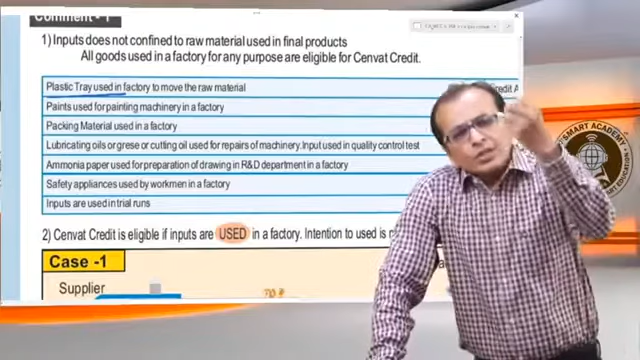 Comment - 1
1) Inputs does not confined to raw material used in final products
All goods used in a factory for any purpose are eligible for Cenvat Credit.
Plastic Tray used in factory to move the raw material
Credit A
Paints used for painting machinery in a factory
Packing Material used in a factory
Lubricating oils or grese or cutting oil used for repairs of machinery.Input used in quality control test
Ammonia paper used for preparation of drawing in R&D department in a factory
Safety appliances used by workmen in a factory
Inputs are used in trial runs
2) Cenvat Credit is eligible if inputs are USED in a factory. Intention to used is
Case -1
Supplier
SMART ACADEMY
EDUCATION